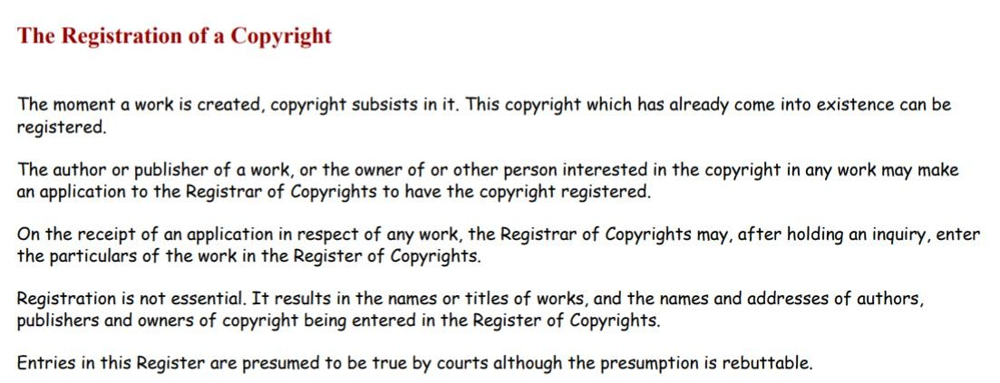 The Registration of a Copyright
The moment a work is created, copyright subsists in it. This copyright which has already come into existence can be
registered.
The author or publisher of a work, or the owner of or other person interested in the copyright in any work may make
an application to the Registrar of Copyrights to have the copyright registered.
On the receipt of an application in respect of any work, the Registrar of Copyrights may, after holding an inquiry, enter
the particulars of the work in the Register of Copyrights.
Registration is not essential. It results in the names or titles of works, and the names and addresses of authors,
publishers and owners of copyright being entered in the Register of Copyrights.
Entries in this Register are presumed to be true by courts although the presumption is rebuttable.